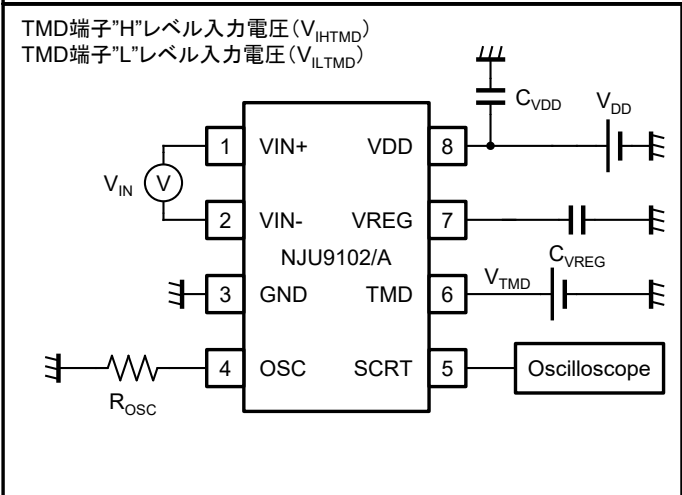 TMD端子”H”レベル入力電圧（VIHTMD）
TMD端子”L”レベル入力電圧（VILTMD）
CVDD
VDD
1 VIN+ VDD 8
VIN V
2 VIN- VREG 7
NJU9102/A
CVREG
3 GND TMD 6 VTMD
4 OSC SCRT 5 Oscilloscope
ROSC